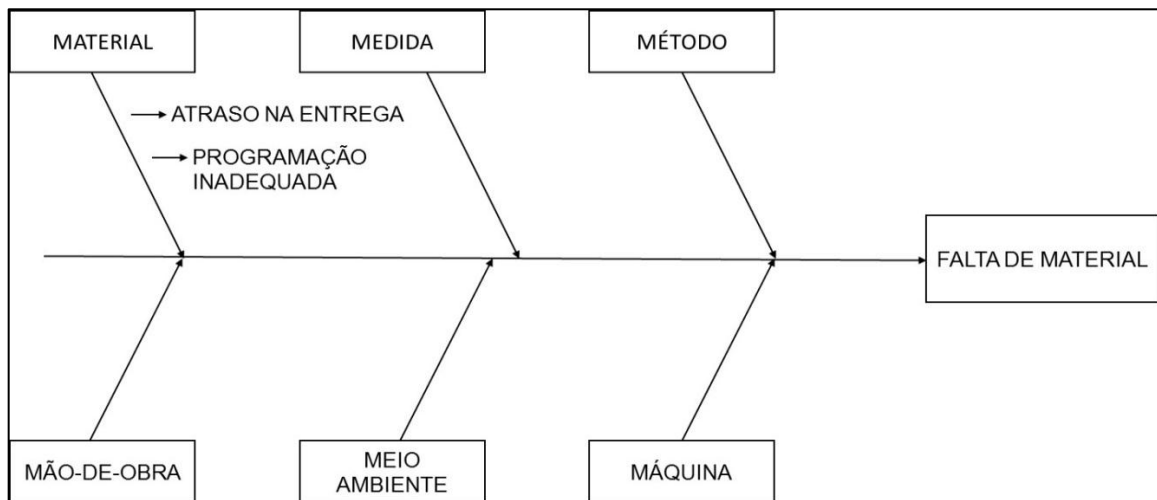 MATERIAL
MEDIDA
MÉTODO
ATRASO NA ENTREGA
PROGRAMAÇÃO
INADEQUADA
FALTA DE MATERIAL
MÃO-DE-OBRA
MEIO
AMBIENTE
MÁQUINA